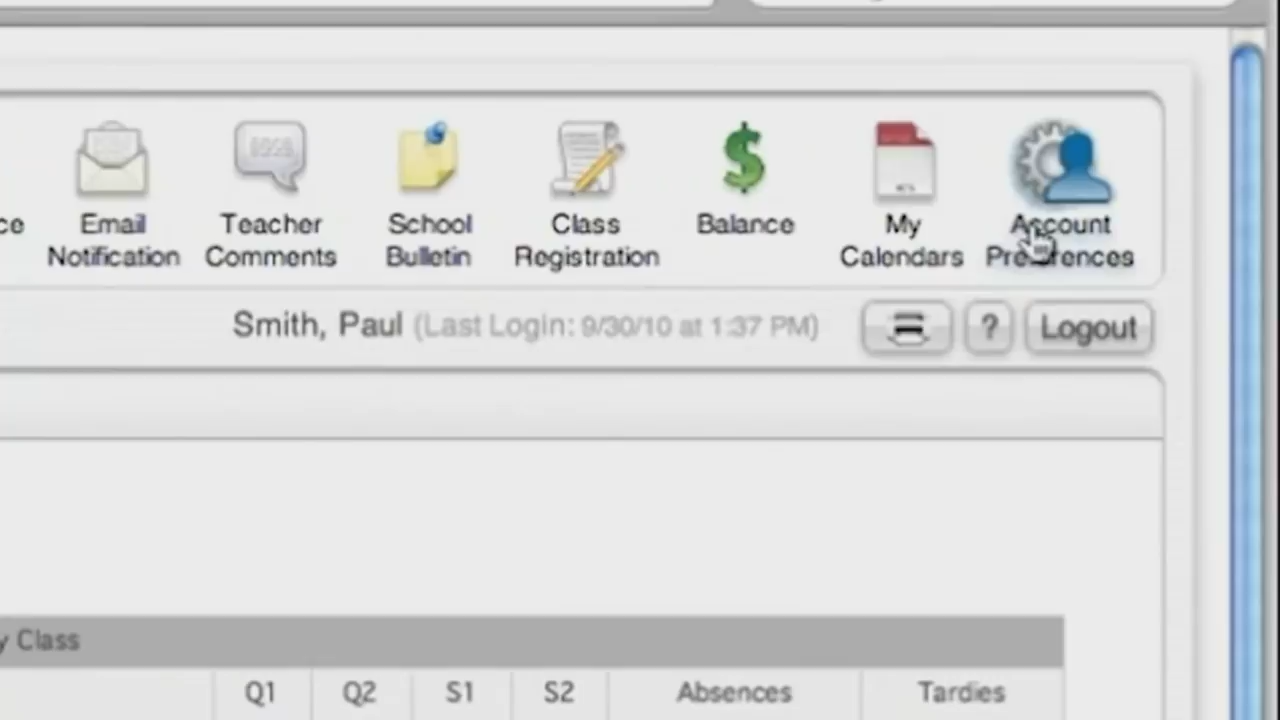 ce
Email Notification
Teacher Comments
School Bulletin
Class Registration
Balance
My Calendars
Account Preferences
Smith, Paul (Last Login: 9/30/10 at 1:37 PM)
?
Logout
y Class
Q1 Q2 S1 S2 Absences Tardies